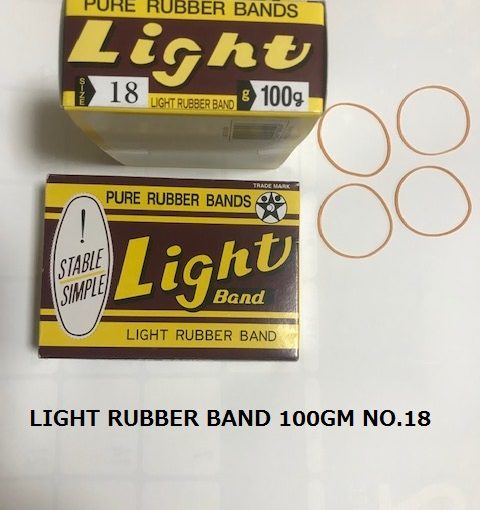 PURE RUBBER BANDS
Light
SIZE 18 LIGHT RUBBER BAND g 100g
TRADE MARK
PURE RUBBER BANDS
!
STABLE
SIMPLE
Light
Band
LIGHT RUBBER BAND
LIGHT RUBBER BAND 100GM NO.18